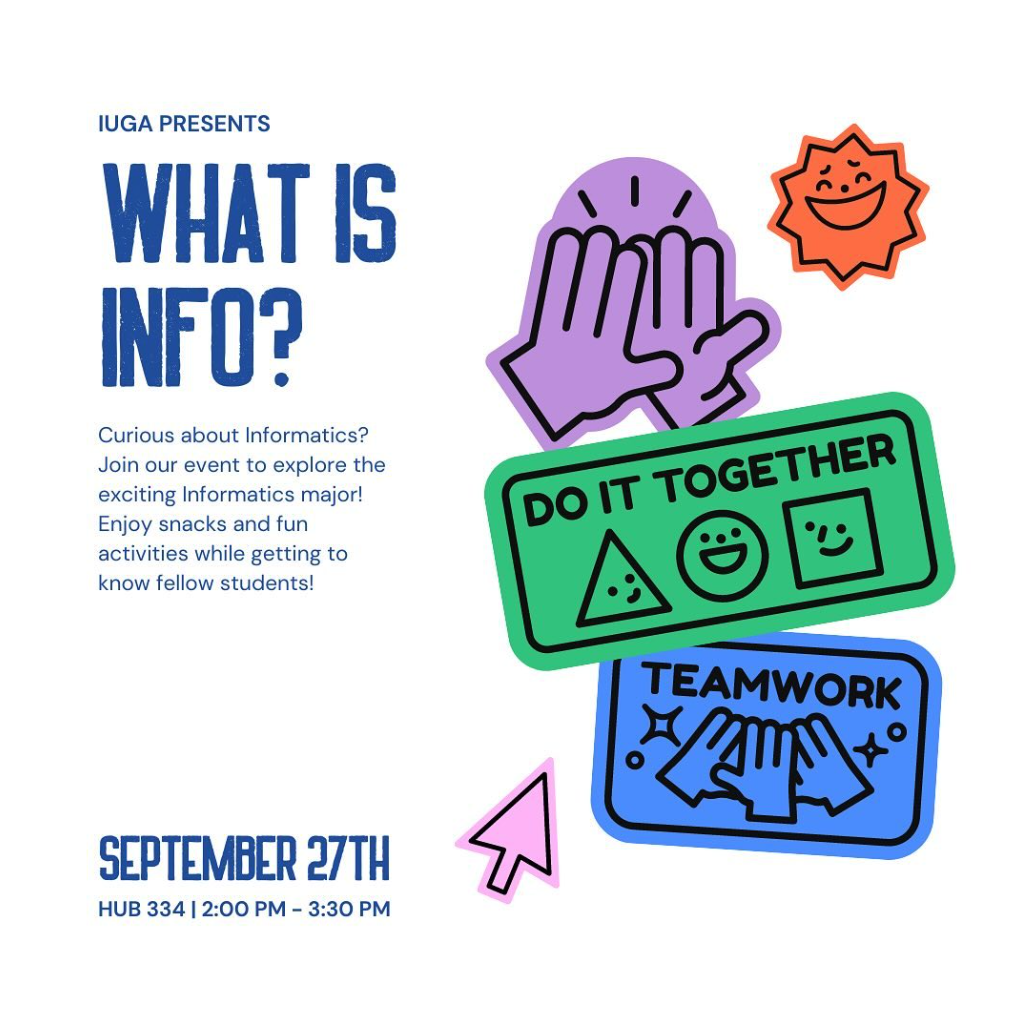 IUGA PRESENTS
WHAT IS
INFO?
Curious about Informatics?
Join our event to explore the
exciting Informatics major!
Enjoy snacks and fun
activities while getting to
know fellow students!
SEPTEMBER 27TH
HUB 334 | 2:00 PM - 3:30 PM
DO IT TOGETHER
TEAMWORK